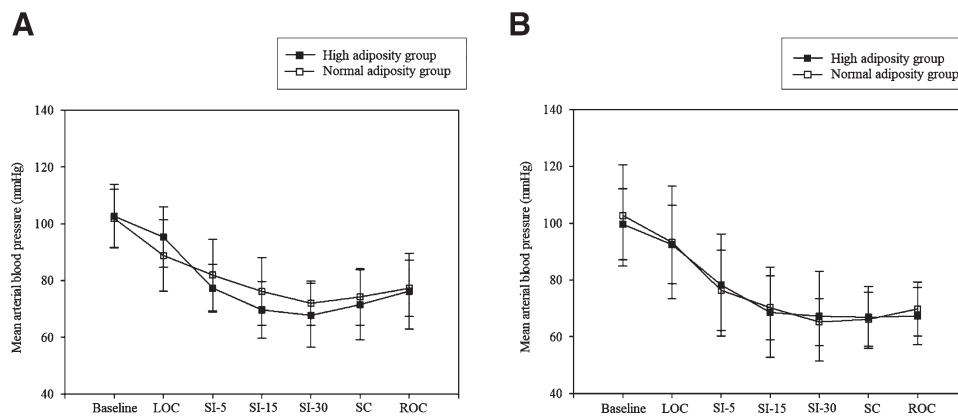 A
High adiposity group
Normal adiposity group
Mean arterial blood pressure (mmHg)
140
120
100
80
60
40
Baseline LOC SI-5 SI-15 SI-30 SC ROC
B
High adiposity group
Normal adiposity group
Mean arterial blood pressure (mmHg)
140
120
100
80
60
40
Baseline LOC SI-5 SI-15 SI-30 SC ROC